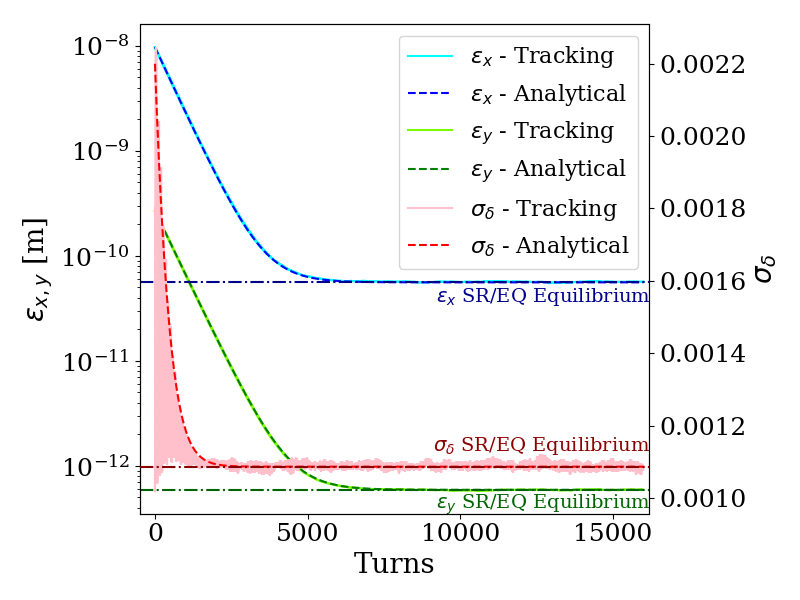 10⁻⁸
10⁻⁹
10⁻¹⁰
10⁻¹¹
10⁻¹²
ε_{x, y} [m]
ε_x - Tracking
ε_x - Analytical
ε_y - Tracking
ε_y - Analytical
σ_δ - Tracking
σ_δ - Analytical
ε_x SR/EQ Equilibrium
σ_δ SR/EQ Equilibrium
ε_y SR/EQ Equilibrium
0.0022
0.0020
0.0018
0.0016
0.0014
0.0012
0.0010
σ_δ
0 5000 10000 15000
Turns